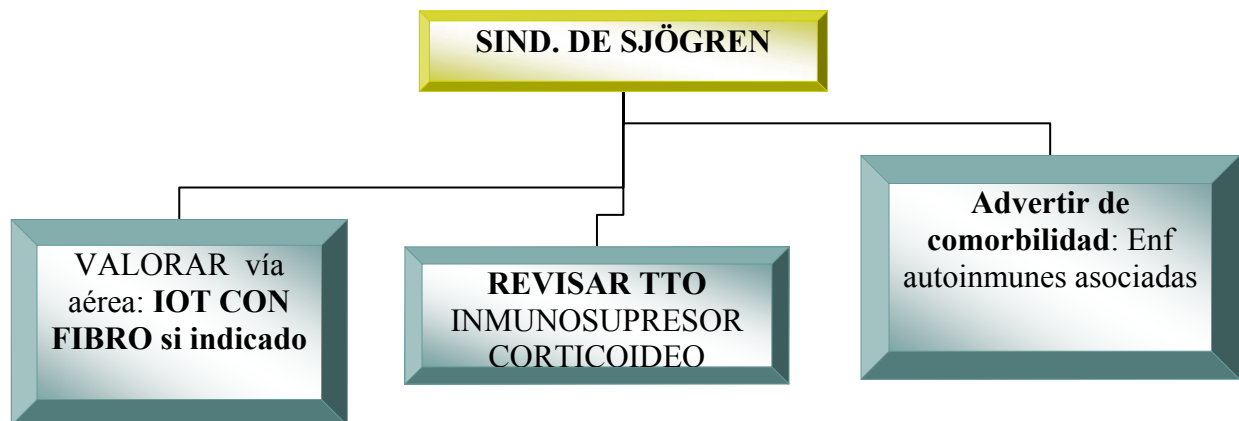 SIND. DE SJÖGREN
VALORAR vía
aérea: IOT CON
FIBRO si indicado
REVISAR TTO
INMUNOSUPRESOR
CORTICOIDEO
Advertir de
comorbilidad: Enf
autoinmunes asociadas